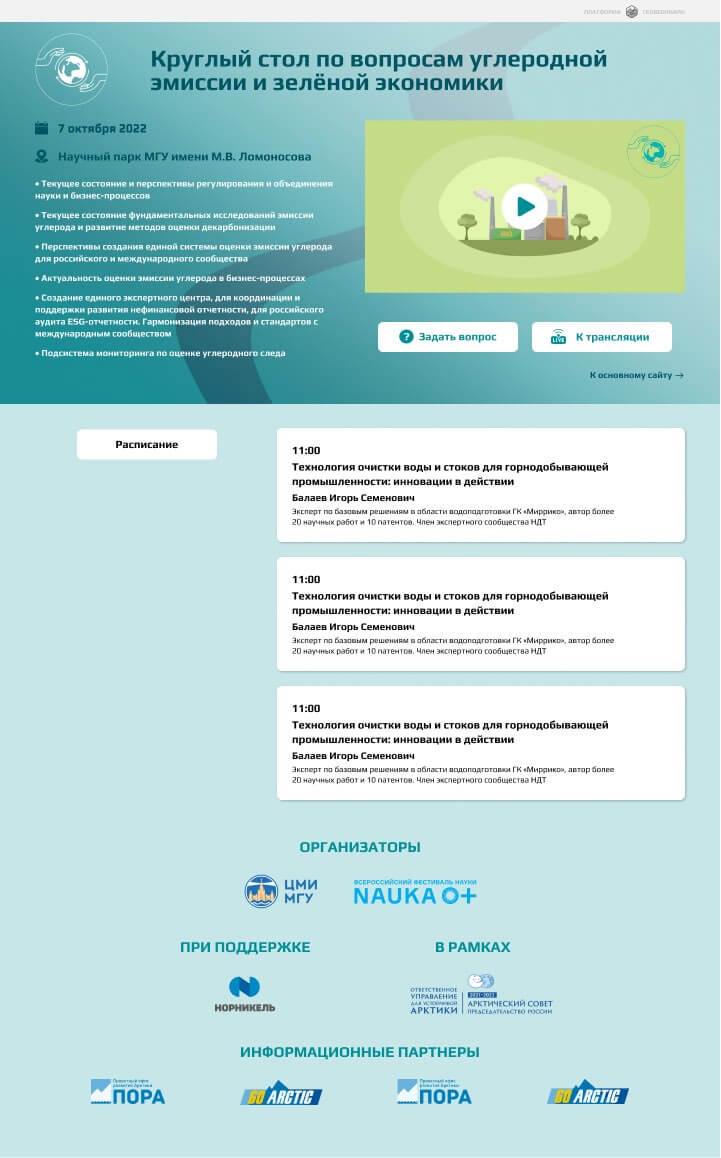 ПЛАТФОРМА
Круглый стол по вопросам углеродной
эмиссии и зелёной экономики
7 октября 2022
Научный парк МГУ имени М.В. Ломоносова
• Текущее состояние и перспективы регулирования и объединения
науки и бизнес-процессов
• Текущее состояние фундаментальных исследований эмиссии
углерода и развитие методов оценки декарбонизации
• Перспективы создания единой системы оценки эмиссии углерода
для российского и международного сообщества
• Актуальность оценки эмиссии углерода в бизнес-процессах
• Создание единого экспертного центра, для координации и
поддержки развития нефинансовой отчетности, для российского
аудита ESG-отчетности. Гармонизация подходов и стандартов с
международным сообществом
• Подсистема мониторинга по оценке углеродного следа
BIO
Задать вопрос
LIVE
К трансляции
К основному сайту →
Расписание
11:00
Технология очистки воды и стоков для горнодобывающей
промышленности: инновации в действии
Балаев Игорь Семенович
Эксперт по базовым решениям в области водоподготовки ГК «Миррико», автор более
20 научных работ и 10 патентов. Член экспертного сообщества НДТ
11:00
Технология очистки воды и стоков для горнодобывающей
промышленности: инновации в действии
Балаев Игорь Семенович
Эксперт по базовым решениям в области водоподготовки ГК «Миррико», автор более
20 научных работ и 10 патентов. Член экспертного сообщества НДТ
11:00
Технология очистки воды и стоков для горнодобывающей
промышленности: инновации в действии
Балаев Игорь Семенович
Эксперт по базовым решениям в области водоподготовки ГК «Миррико», автор более
20 научных работ и 10 патентов. Член экспертного сообщества НДТ
ОРГАНИЗАТОРЫ
ЦМИ
МГУ
ВСЕРОССИЙСКИЙ ФЕСТИВАЛЬ НАУКИ
NAUKA 0+
ПРИ ПОДДЕРЖКЕ
В РАМКАХ
НОРНИКЕЛЬ
ОТВЕТСТВЕННОЕ
УПРАВЛЕНИЕ
ДЛЯ УСТОЙЧИВОЙ
АРКТИКИ
2021-2023
АРКТИЧЕСКИЙ СОВЕТ
ПРЕДСЕДАТЕЛЬСТВО РОССИИ
ИНФОРМАЦИОННЫЕ ПАРТНЕРЫ
Проектный офис
развития Арктики
ПОРА
GO ARCTIC
Проектный офис
развития Арктики
ПОРА
GO ARCTIC